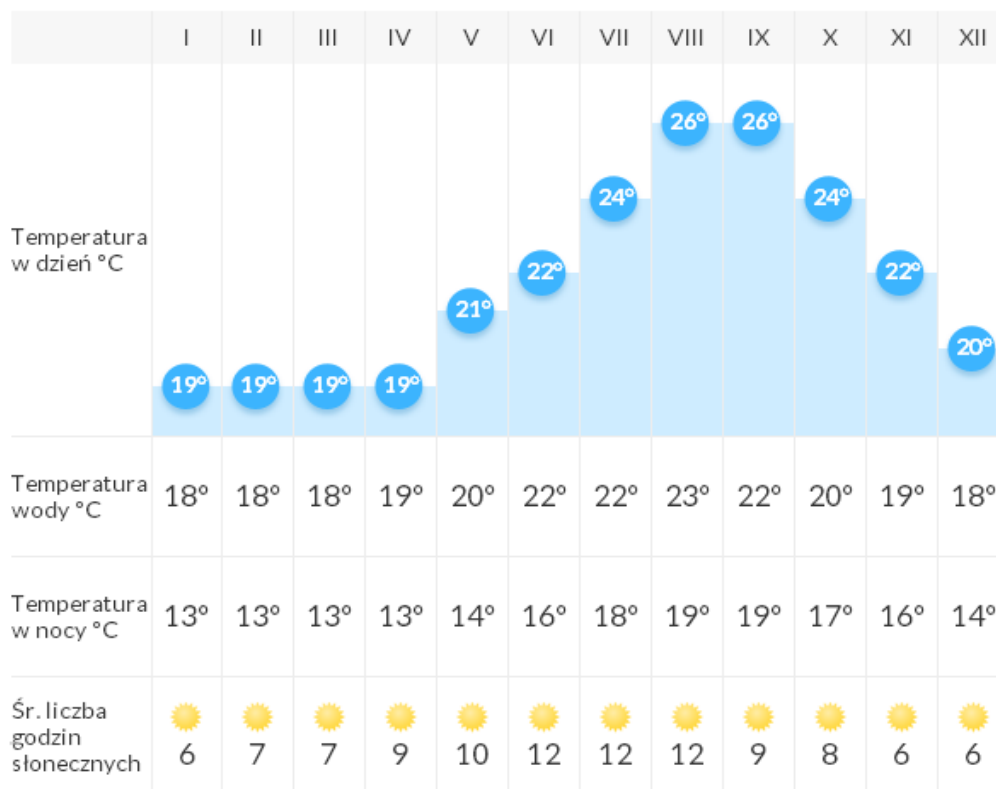 I II III IV V VI VII VIII IX X XI XII
26° 26°
24° 24°
22° 22°
21°
20°
19° 19° 19° 19°
Temperatura
w dzień °C
Temperatura
wody °C
18° 18° 18° 19° 20° 22° 22° 23° 22° 20° 19° 18°
Temperatura
w nocy °C
13° 13° 13° 13° 14° 16° 18° 19° 19° 17° 16° 14°
Śr. liczba
godzin
słonecznych
6 7 7 9 10 12 12 12 9 8 6 6